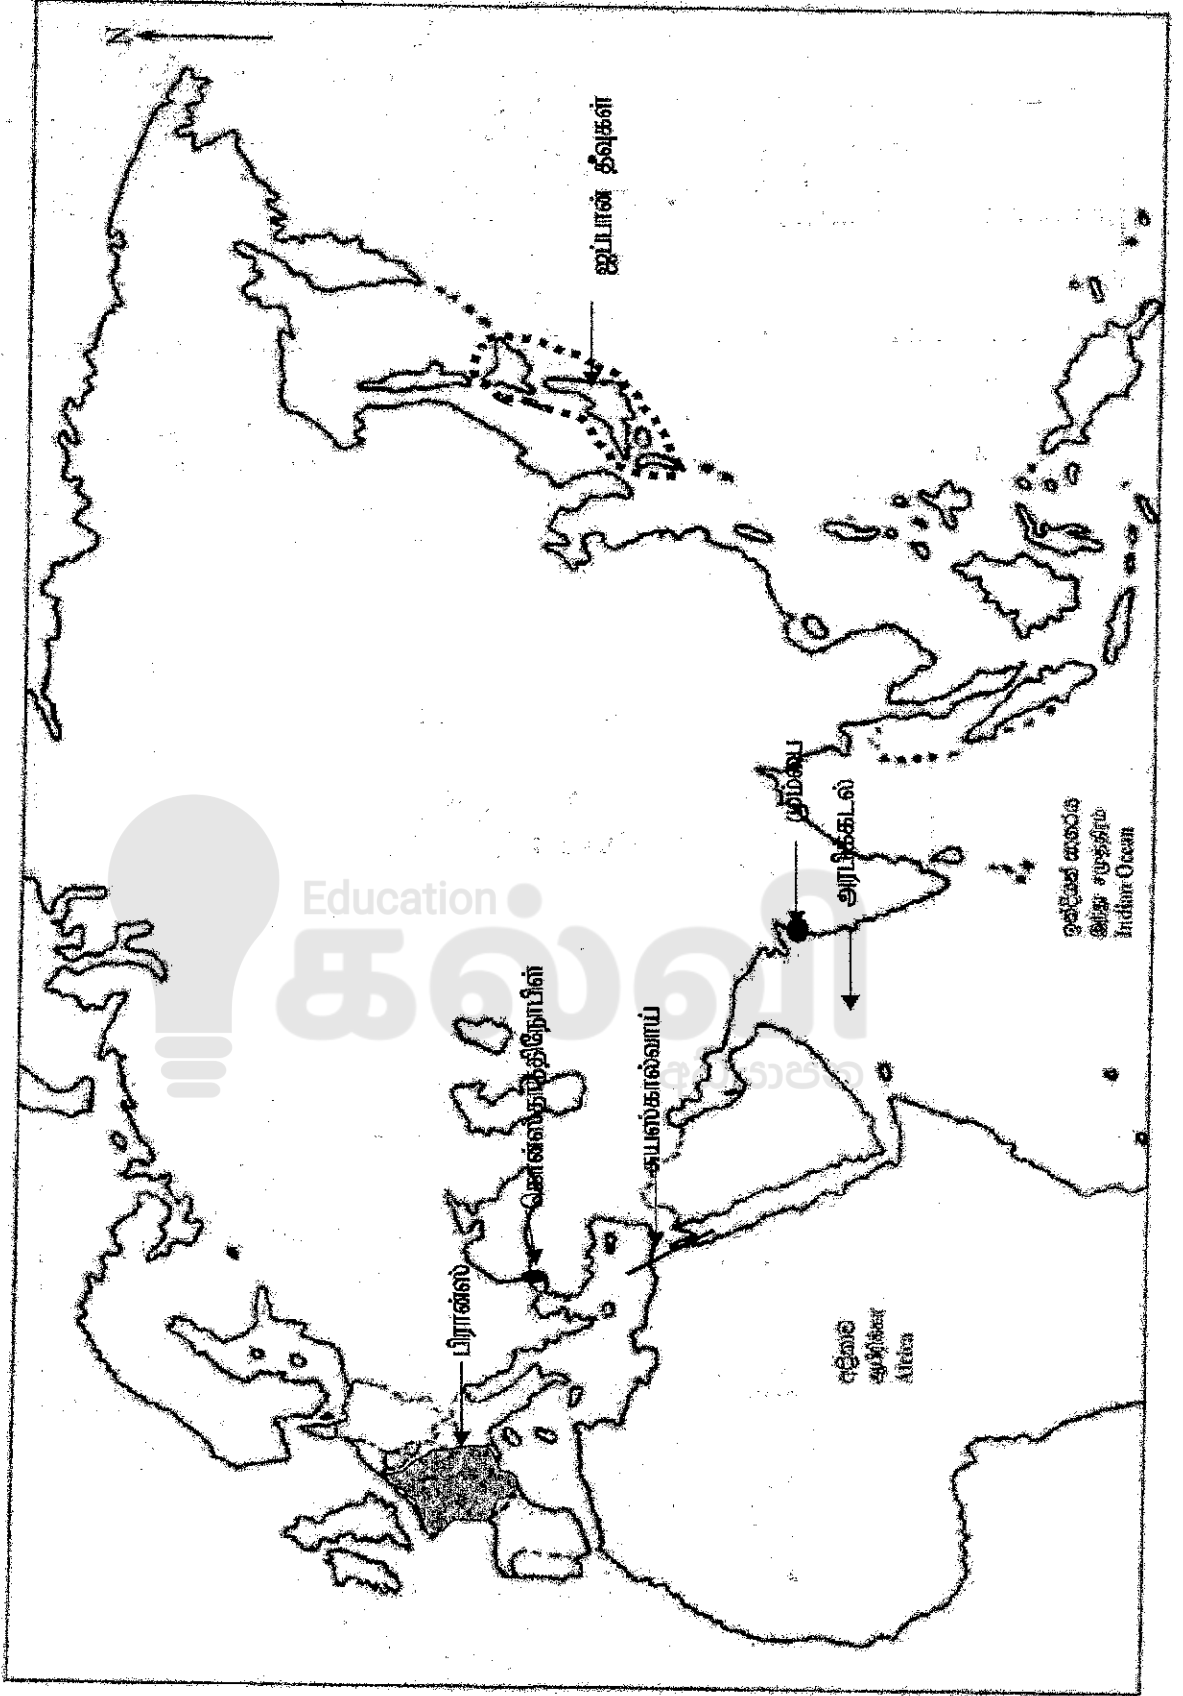 N
ஜப்பான் தீவுகள்
மும்பை
அரபிக்கடல்
இந்து சமுத்திரம்
Indian Ocean
Education
கல்வி
கொன்ஸ்தாந்திநோபிள்
சுயஸ்கால்வாய்
பிரான்ஸ்
ஆபிரிக்கா
Africa